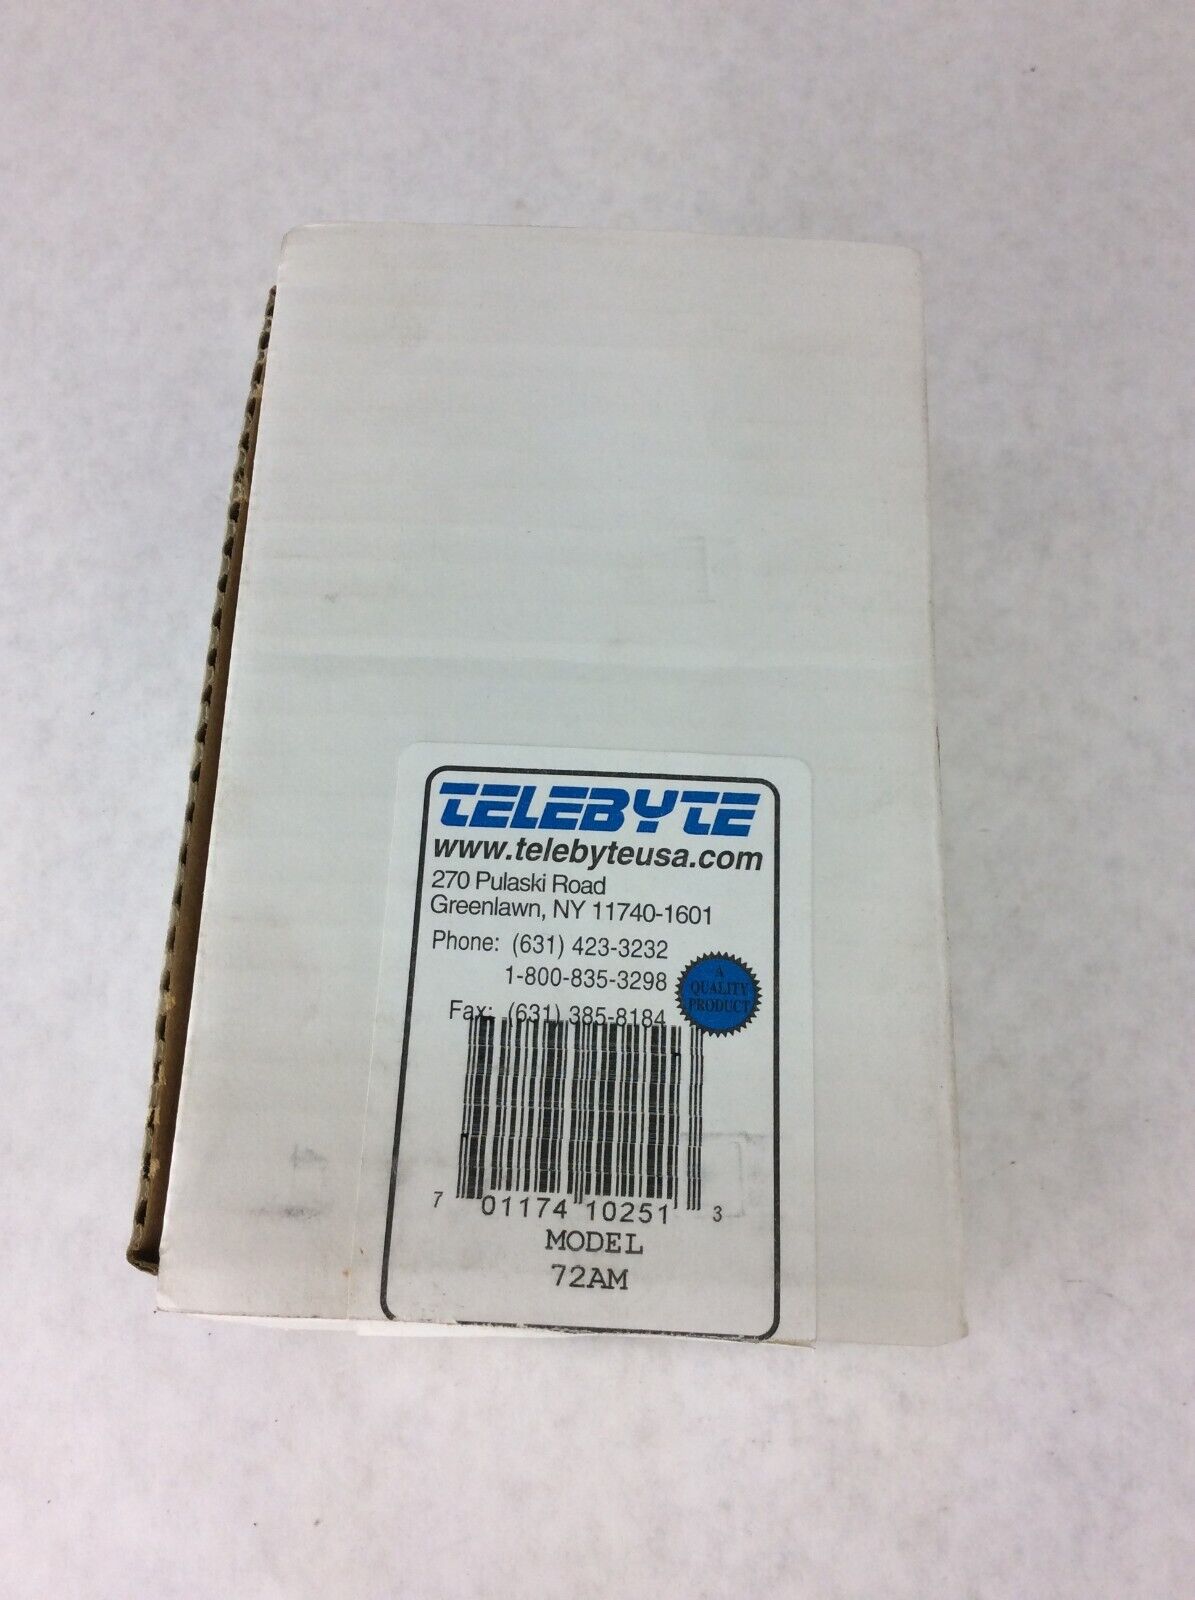 TELEBYTE
www.telebyteusa.com
270 Pulaski Road
Greenlawn, NY 11740-1601
Phone: (631) 423-3232
1-800-835-3298
Fax: (631) 385-8184
A
QUALITY
PRODUCT
7 01174 10251 3
MODEL
72AM